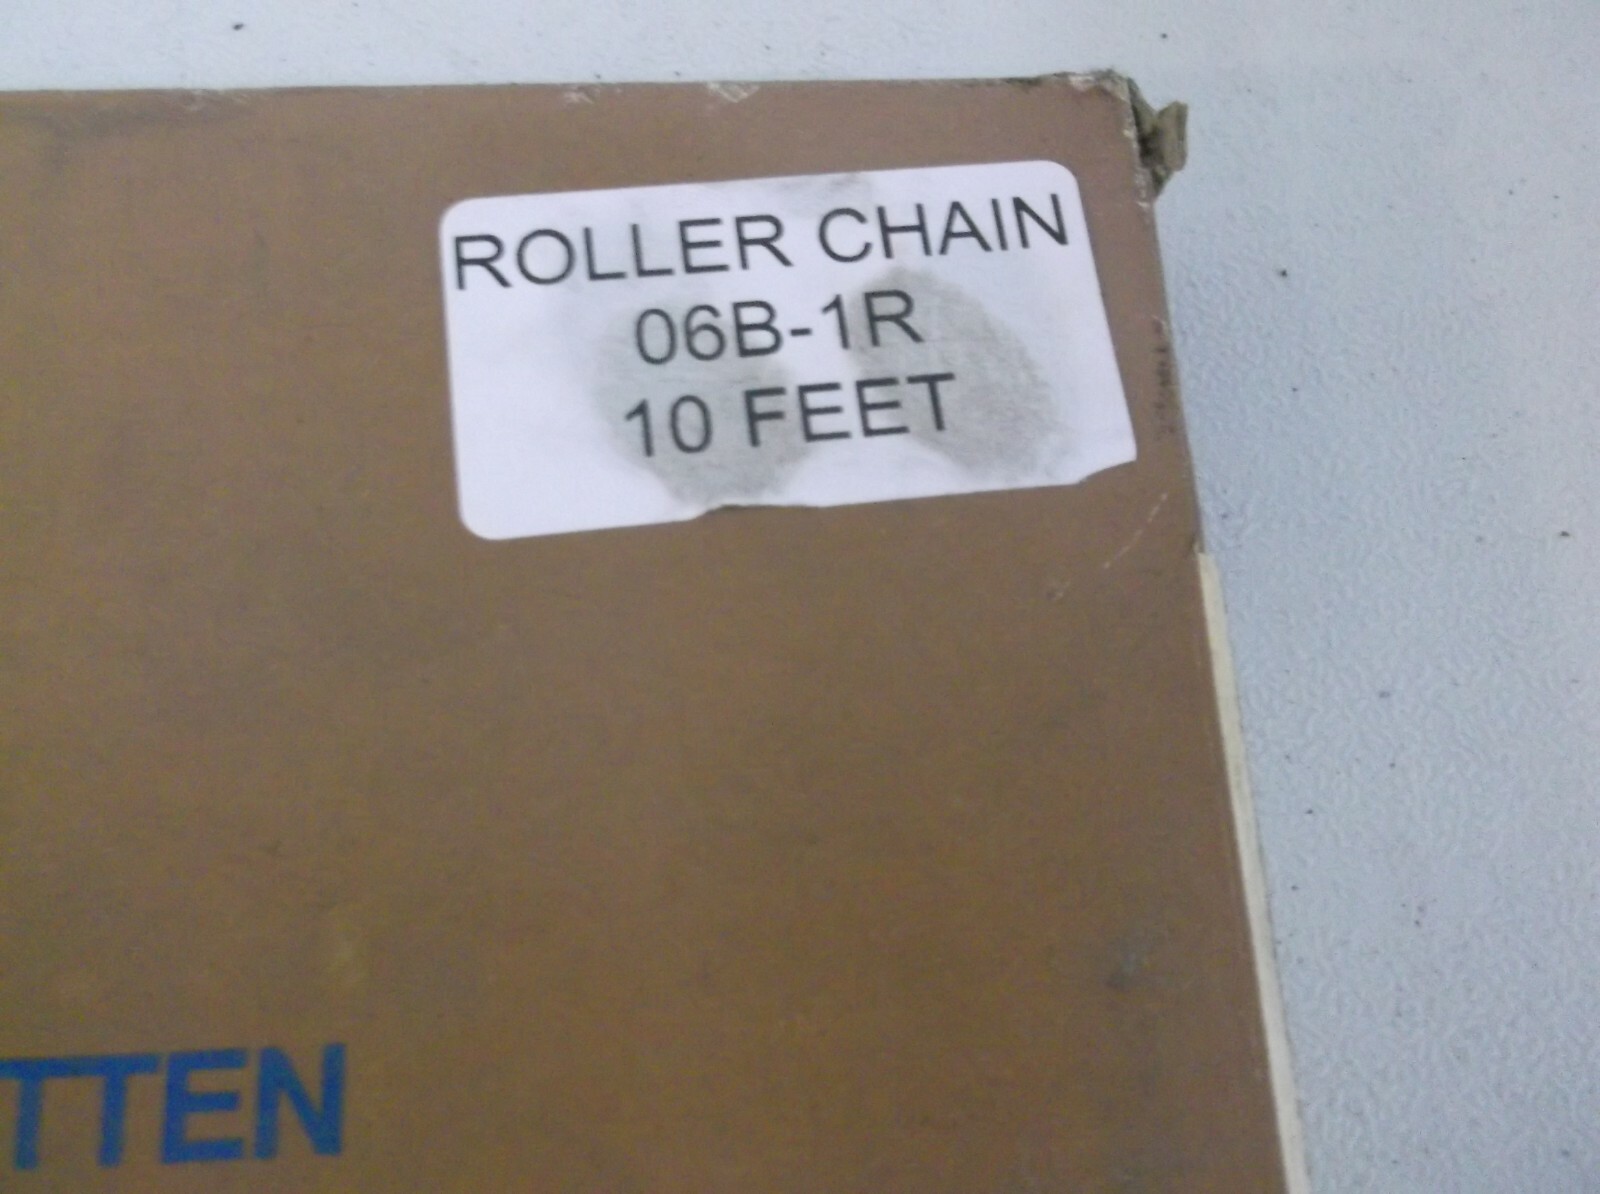 ROLLER CHAIN
06B-1R
10 FEET
TTEN